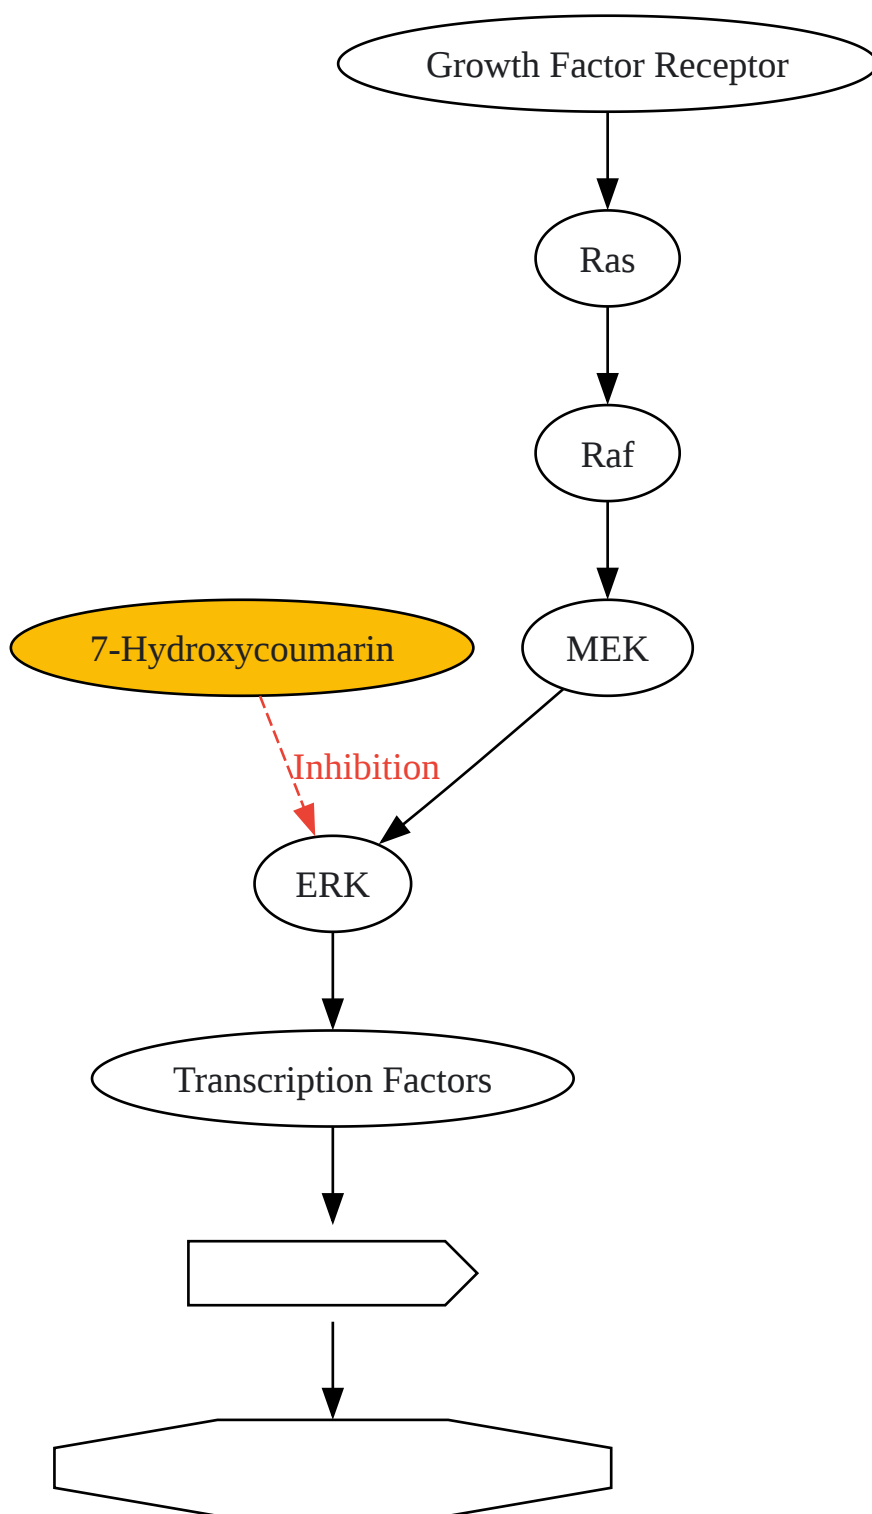 Growth Factor Receptor
Ras
Raf
7-Hydroxycoumarin
MEK
Inhibition
ERK
Transcription Factors